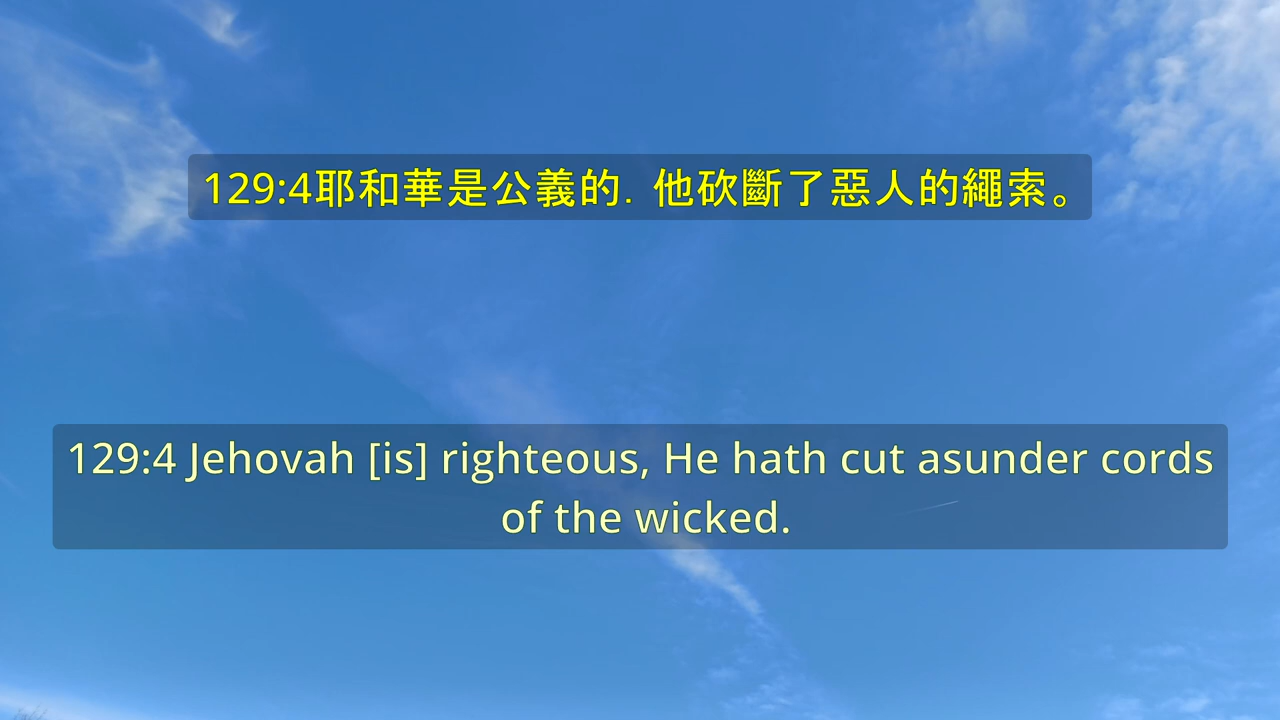 129:4耶和華是公義的．他砍斷了惡人的繩索。
129:4 Jehovah [is] righteous, He hath cut asunder cords
of the wicked.